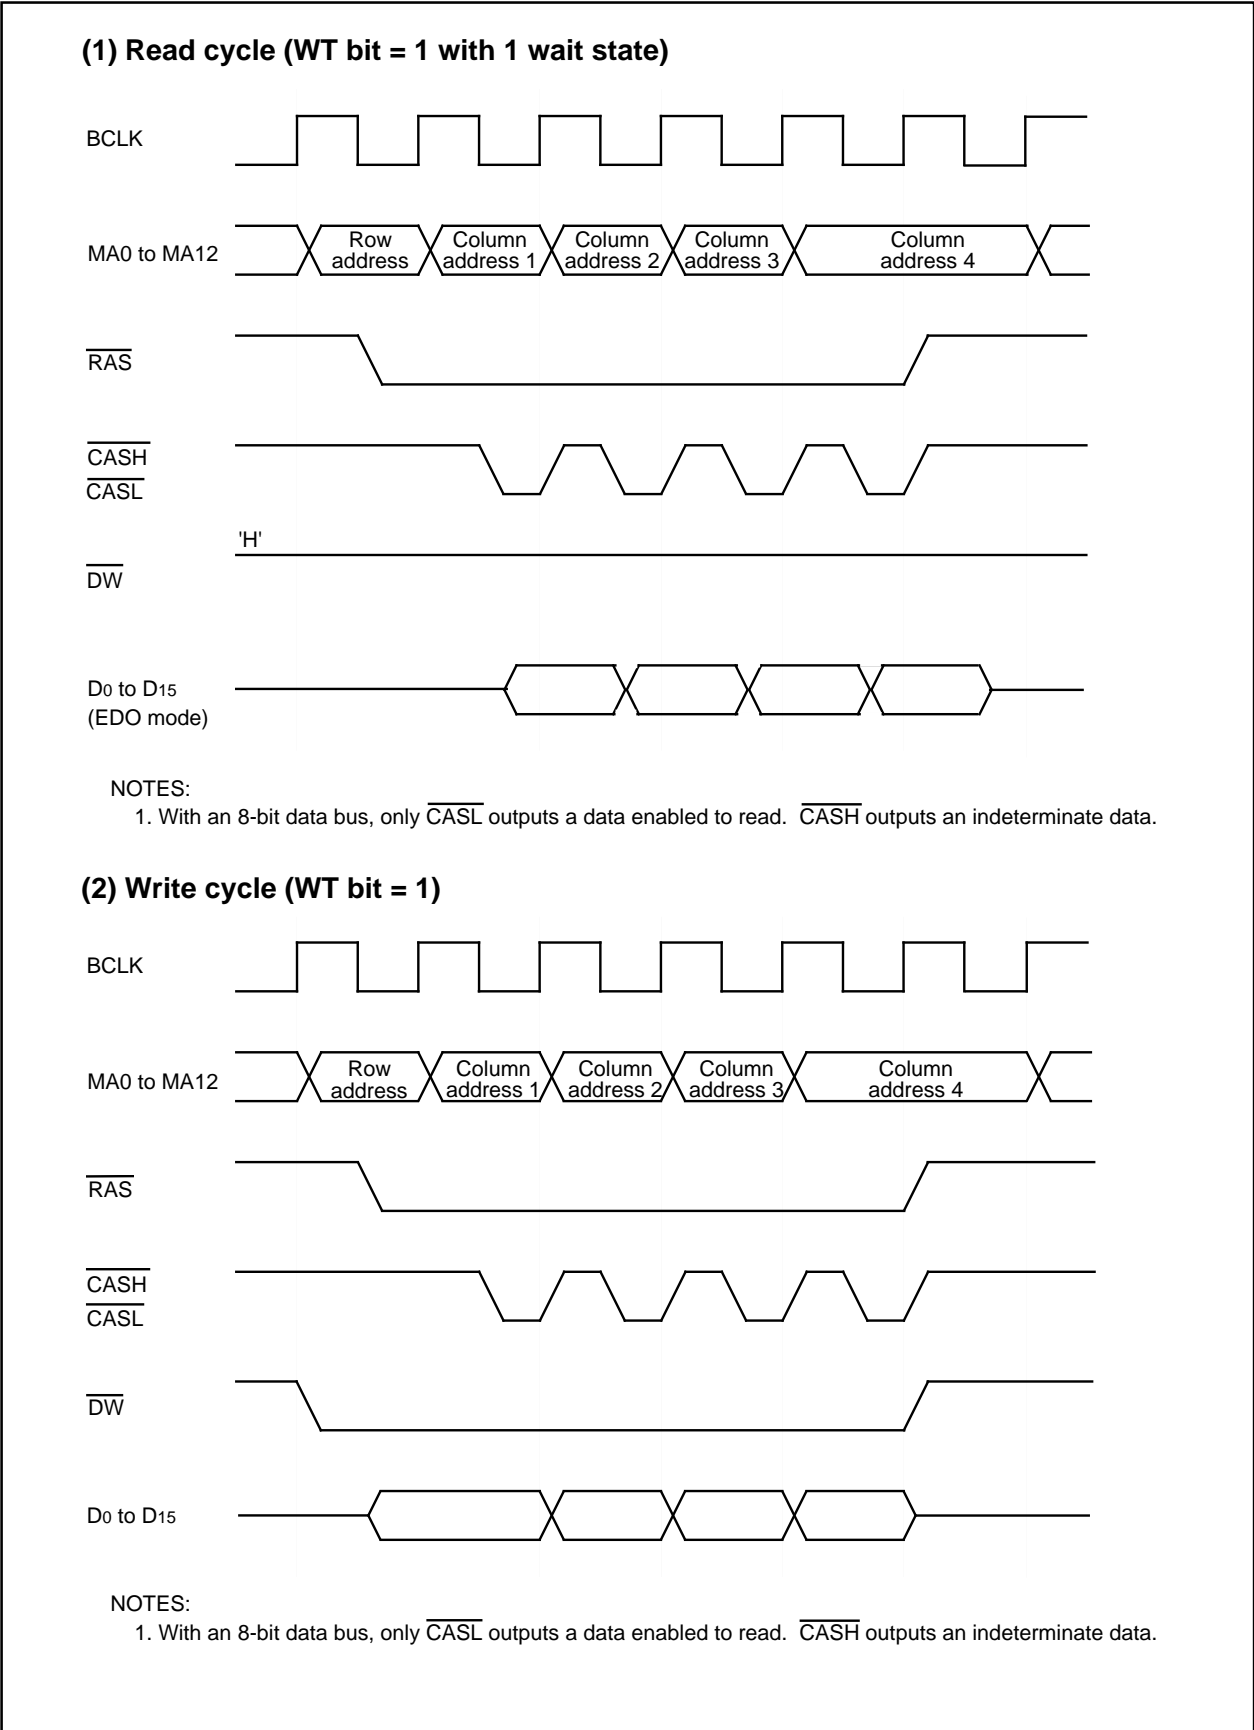 (1) Read cycle (WT bit = 1 with 1 wait state)
BCLK
MA0 to MA12
Row address
Column address 1
Column address 2
Column address 3
Column address 4
RAS
CASH
CASL
'H'
DW
D0 to D15
(EDO mode)
NOTES:
1. With an 8-bit data bus, only CASL outputs a data enabled to read. CASH outputs an indeterminate data.
(2) Write cycle (WT bit = 1)
BCLK
MA0 to MA12
Row address
Column address 1
Column address 2
Column address 3
Column address 4
RAS
CASH
CASL
DW
D0 to D15
NOTES:
1. With an 8-bit data bus, only CASL outputs a data enabled to read. CASH outputs an indeterminate data.